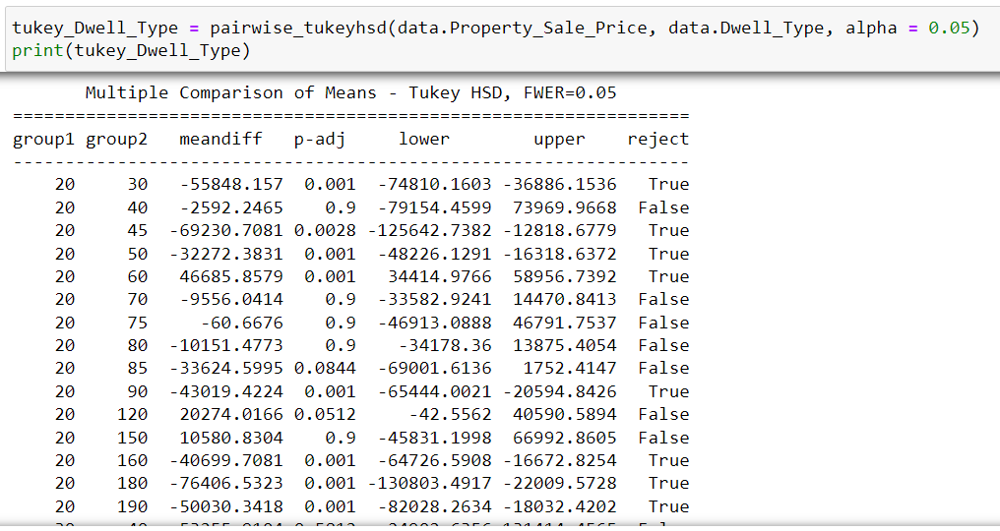 tukey_Dwell_Type = pairwise_tukeyhsd(data.Property_Sale_Price, data.Dwell_Type, alpha = 0.05)
print(tukey_Dwell_Type)
Multiple Comparison of Means - Tukey HSD, FWER=0.05
=================================================================
group1 group2 meandiff p-adj lower upper reject
-----------------------------------------------------------------
20 30 -55848.157 0.001 -74810.1603 -36886.1536 True
20 40 -2592.2465 0.9 -79154.4599 73969.9668 False
20 45 -69230.7081 0.0028 -125642.7382 -12818.6779 True
20 50 -32272.3831 0.001 -48226.1291 -16318.6372 True
20 60 46685.8579 0.001 34414.9766 58956.7392 True
20 70 -9556.0414 0.9 -33582.9241 14470.8413 False
20 75 -60.6676 0.9 -46913.0888 46791.7537 False
20 80 -10151.4773 0.9 -34178.36 13875.4054 False
20 85 -33624.5995 0.0844 -69001.6136 1752.4147 False
20 90 -43019.4224 0.001 -65444.0021 -20594.8426 True
20 120 20274.0166 0.0512 -42.5562 40590.5894 False
20 150 10580.8304 0.9 -45831.1998 66992.8605 False
20 160 -40699.7081 0.001 -64726.5908 -16672.8254 True
20 180 -76406.5323 0.001 -130803.4917 -22009.5728 True
20 190 -50030.3418 0.001 -82028.2634 -18032.4202 True